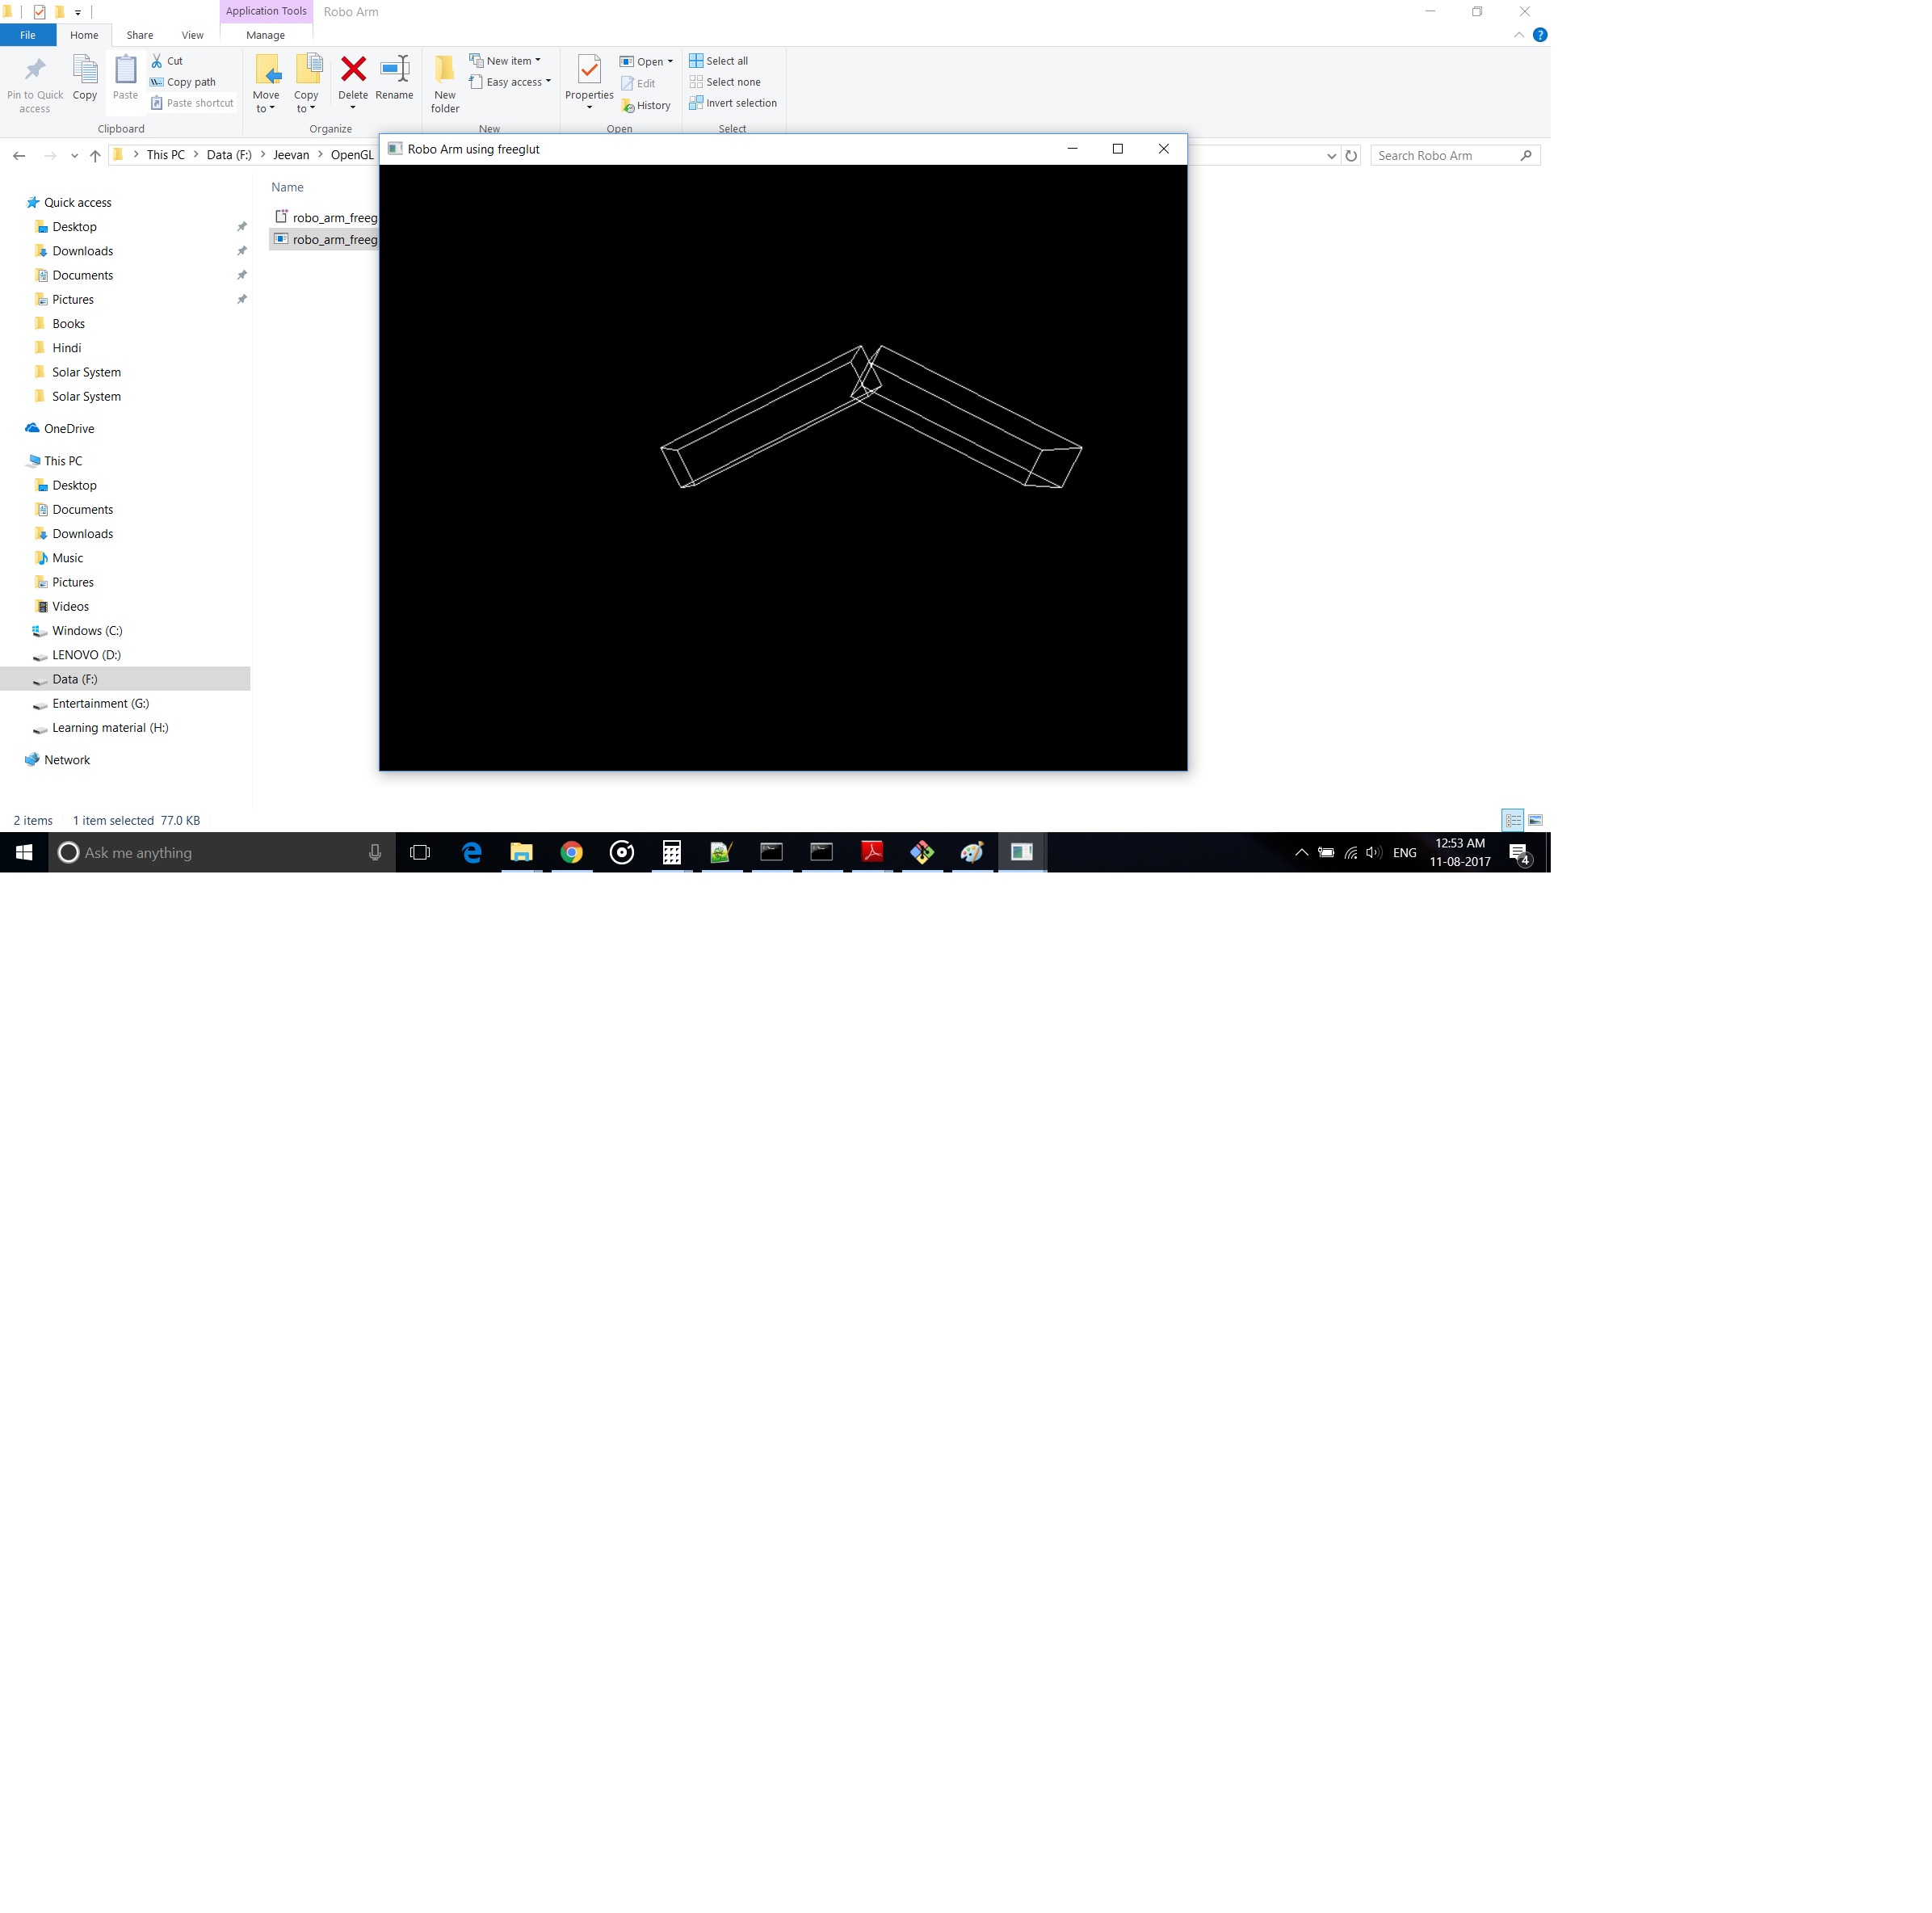 Application Tools
Robo Arm
File
Home
Share
View
Manage
Pin to Quick access
Copy
Paste
Cut
Copy path
Paste shortcut
Clipboard
Move to
Copy to
Delete
Rename
Organize
New folder
New item
Easy access
New
Properties
Open
Edit
History
Open
Select all
Select none
Invert selection
Select
This PC
Data (F:)
Jeevan
OpenGL
Search Robo Arm
Robo Arm using freeglut
Name
robo_arm_freeg
robo_arm_freeg
Quick access
Desktop
Downloads
Documents
Pictures
Books
Hindi
Solar System
Solar System
OneDrive
This PC
Desktop
Documents
Downloads
Music
Pictures
Videos
Windows (C:)
LENOVO (D:)
Data (F:)
Entertainment (G:)
Learning material (H:)
Network
2 items 1 item selected 77.0 KB
Ask me anything
ENG
12:53 AM
11-08-2017
4